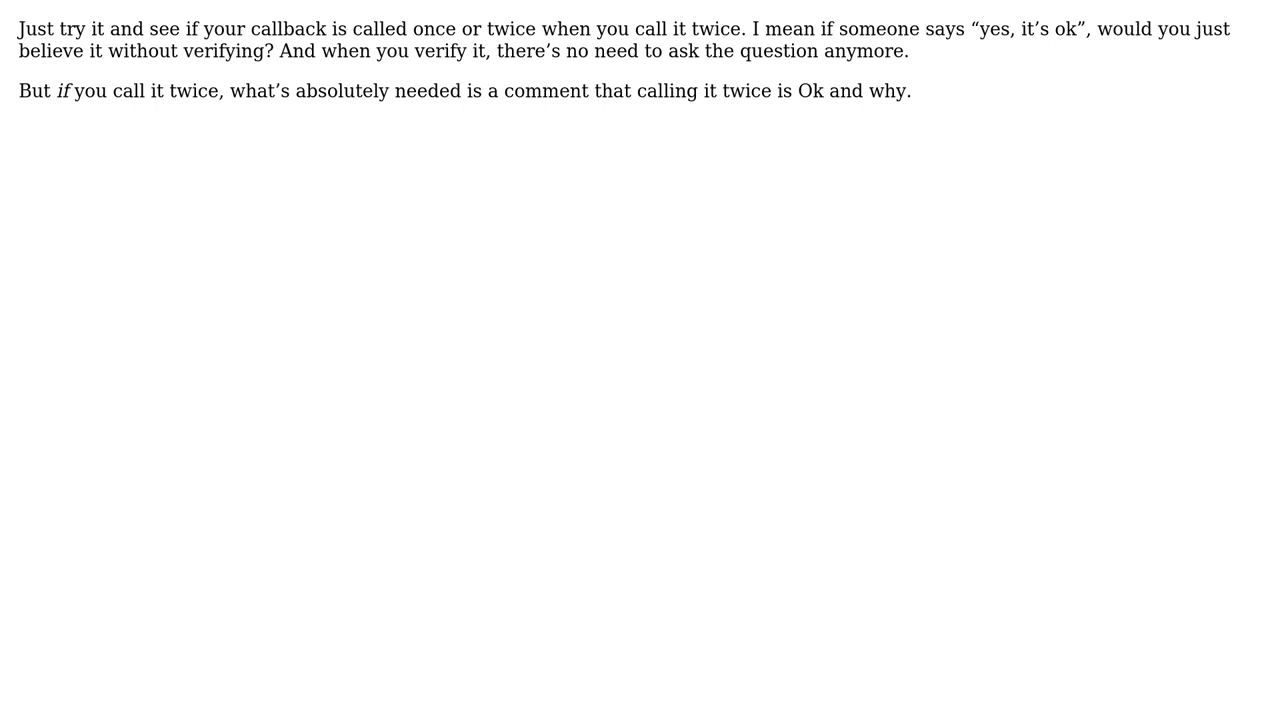 Just try it and see if your callback is called once or twice when you call it twice. I mean if someone says “yes, it’s ok”, would you just
believe it without verifying? And when you verify it, there’s no need to ask the question anymore.
But if you call it twice, what’s absolutely needed is a comment that calling it twice is Ok and why.